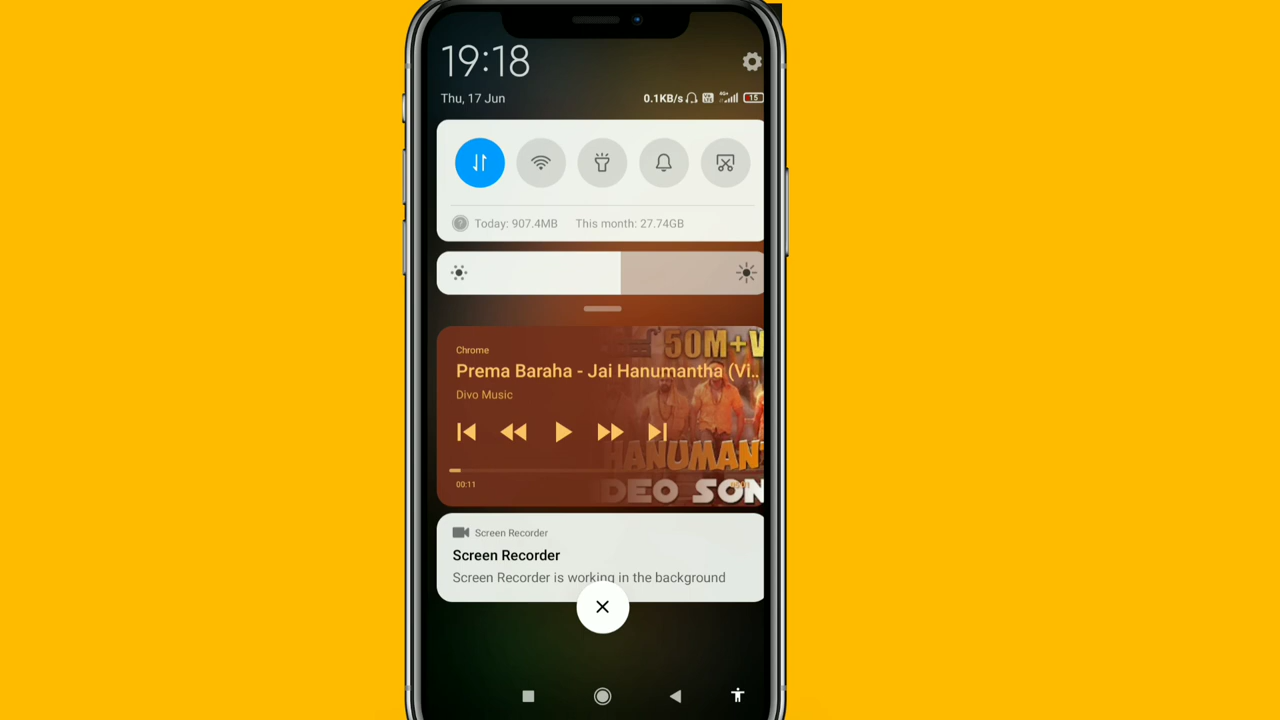 19:18
Thu, 17 Jun
0.1KB/s 4G+ 15
Today: 907.4MB This month: 27.74GB
50M+
Chrome
Prema Baraha - Jai Hanumantha (Vi..
Divo Music
HANUMAN
00:11
DEO SON
Screen Recorder
Screen Recorder
Screen Recorder is working in the background